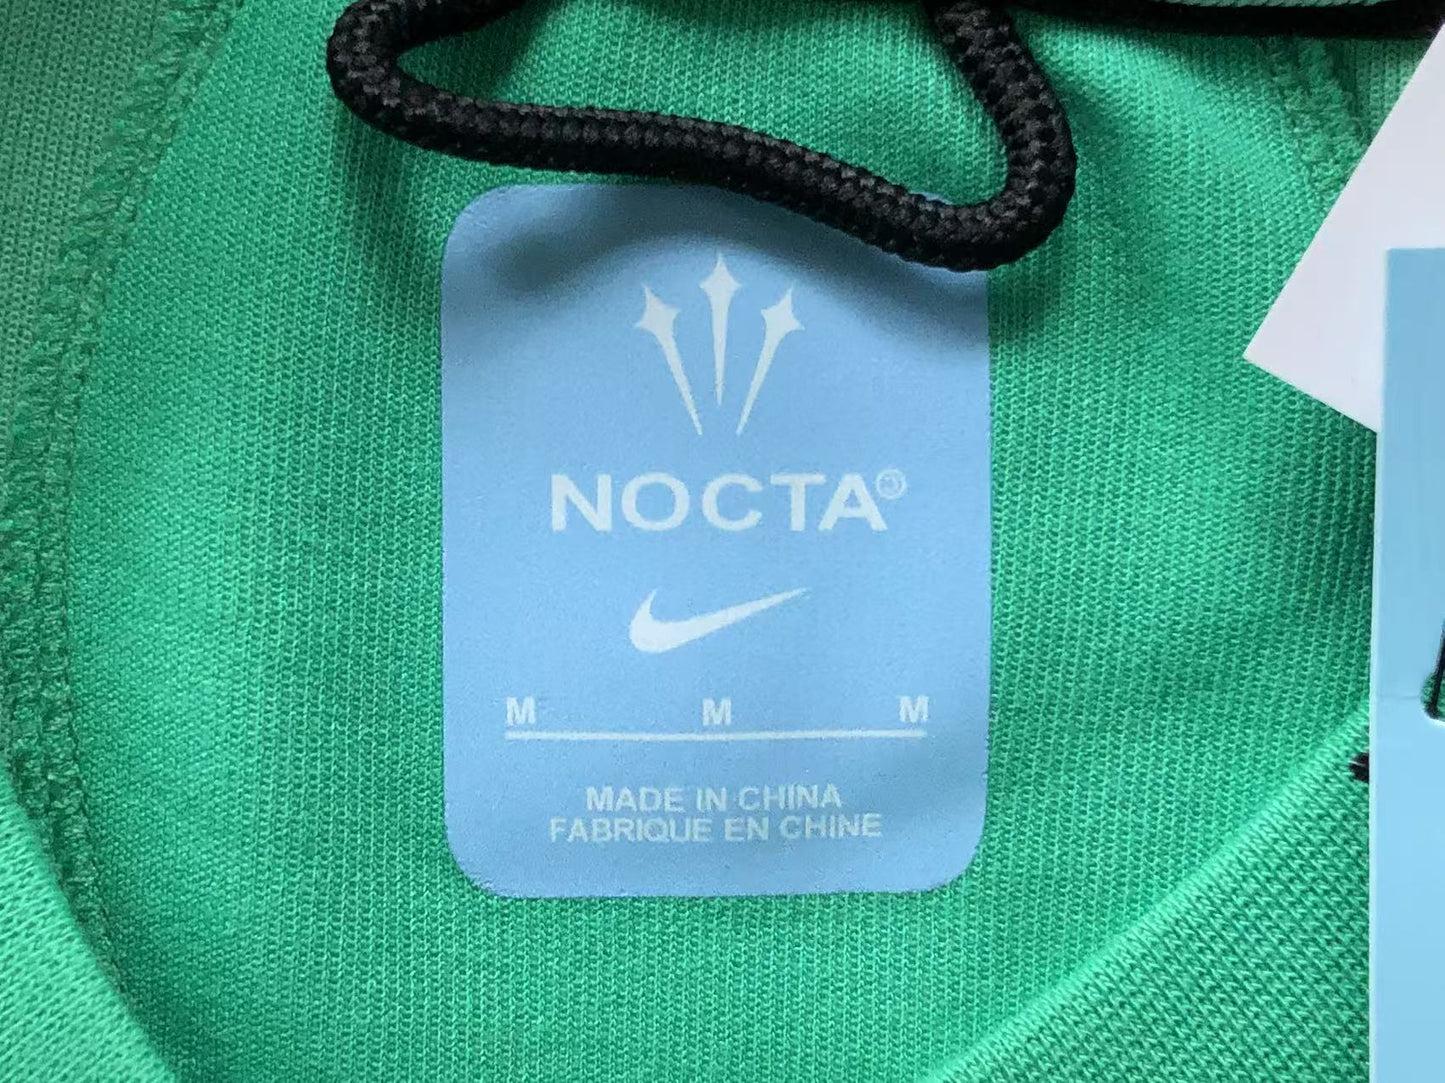 NOCTA®
M M M
MADE IN CHINA
FABRIQUE EN CHINE